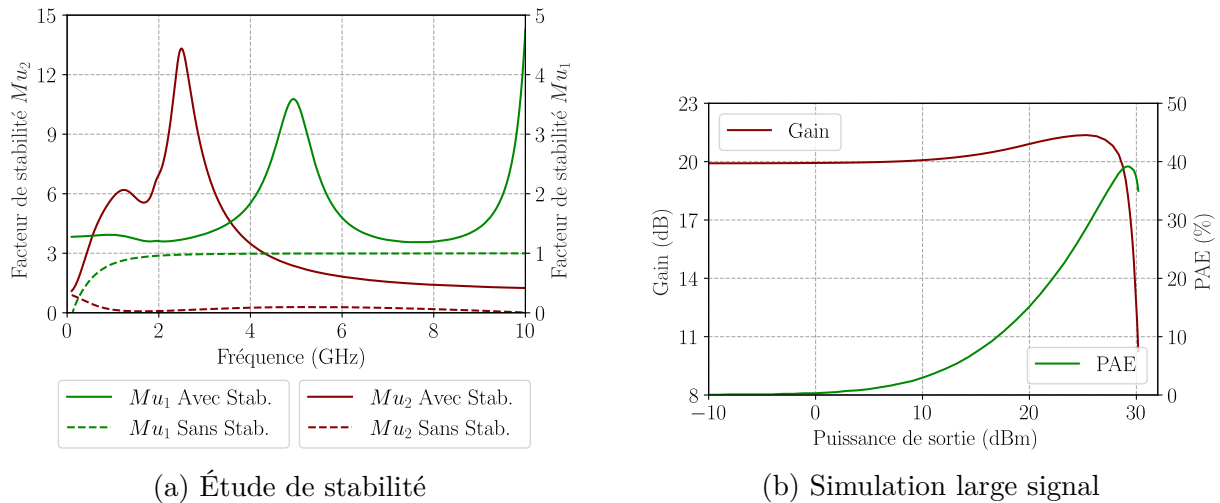 15
12
9
6
3
0
Facteur de stabilité Mu₂
5
4
3
2
1
0
Facteur de stabilité Mu₁
0 2 4 6 8 10
Fréquence (GHz)
Mu₁ Avec Stab.
Mu₁ Sans Stab.
Mu₂ Avec Stab.
Mu₂ Sans Stab.
(a) Étude de stabilité
23
20
17
14
11
8
Gain (dB)
Gain
50
40
30
20
10
0
PAE (%)
PAE
−10 0 10 20 30
Puissance de sortie (dBm)
(b) Simulation large signal